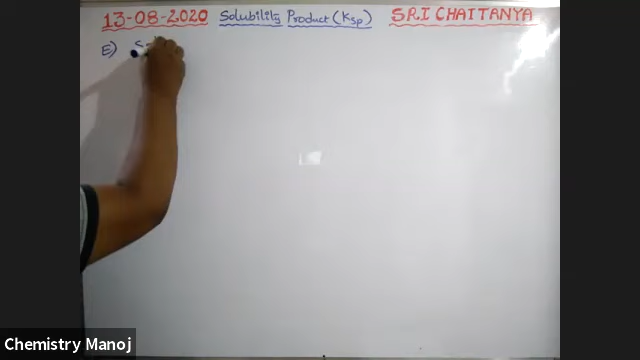 13-08-2020 Solubility Product (Ksp) SRI CHAITANYA
E) S
Chemistry Manoj